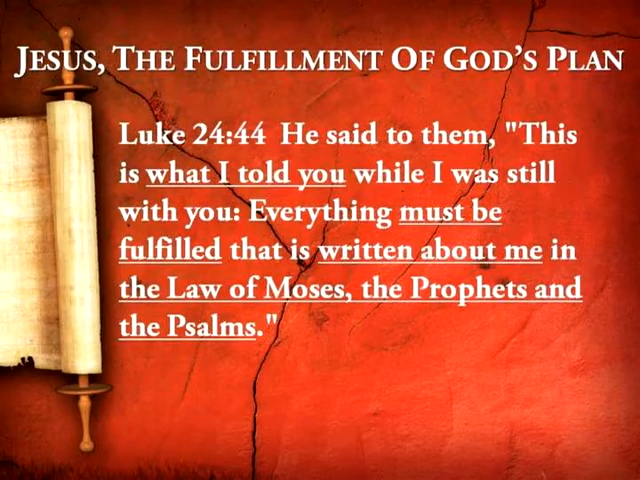 JESUS, THE FULFILLMENT OF GOD'S PLAN
Luke 24:44 He said to them, "This
is what I told you while I was still
with you: Everything must be
fulfilled that is written about me in
the Law of Moses, the Prophets and
the Psalms."